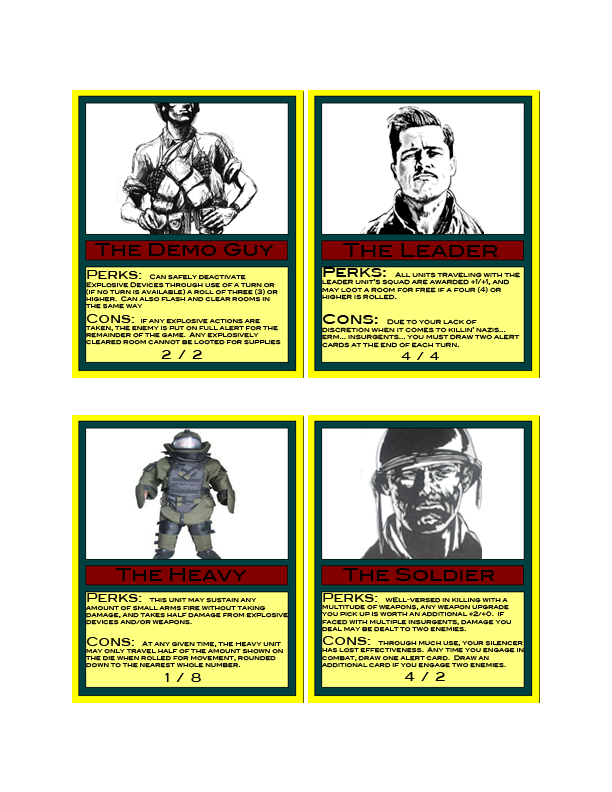 The Demo Guy
Perks: Can safely deactivate
Explosive Devices through use of a turn or
(if no turn is available) a roll of three (3) or
higher. Can also flash and clear rooms in
the same way
Cons: if any explosive actions are
taken, the enemy is put on full alert for the
remainder of the game. Any explosively
cleared room cannot be looted for supplies
2 / 2
The Leader
Perks: All units traveling with the
leader unit's squad are awarded +1/+1, and
may loot a room for free if a four (4) or
higher is rolled.
Cons: Due to your lack of
discretion when it comes to killin' nazis...
erm... insurgents... you must draw two alert
cards at the end of each turn.
4 / 4
The Heavy
Perks: this unit may sustain any
amount of small arms fire without taking
damage, and takes half damage from explosive
devices and/or weapons.
Cons: At any given time, the heavy unit
may only travel half of the amount shown on
the die when rolled for movement, rounded
down to the nearest whole number.
1 / 8
The Soldier
Perks: wEll-versed in killing with a
multitude of weapons, any weapon upgrade
you pick up is worth an additional +2/+0. If
faced with multiple insurgents, damage you
deal may be dealt to two enemies.
Cons: through much use, your silencer
has lost effectiveness. Any time you engage in
combat, draw one alert card. Draw an
additional card if you engage two enemies.
4 / 2